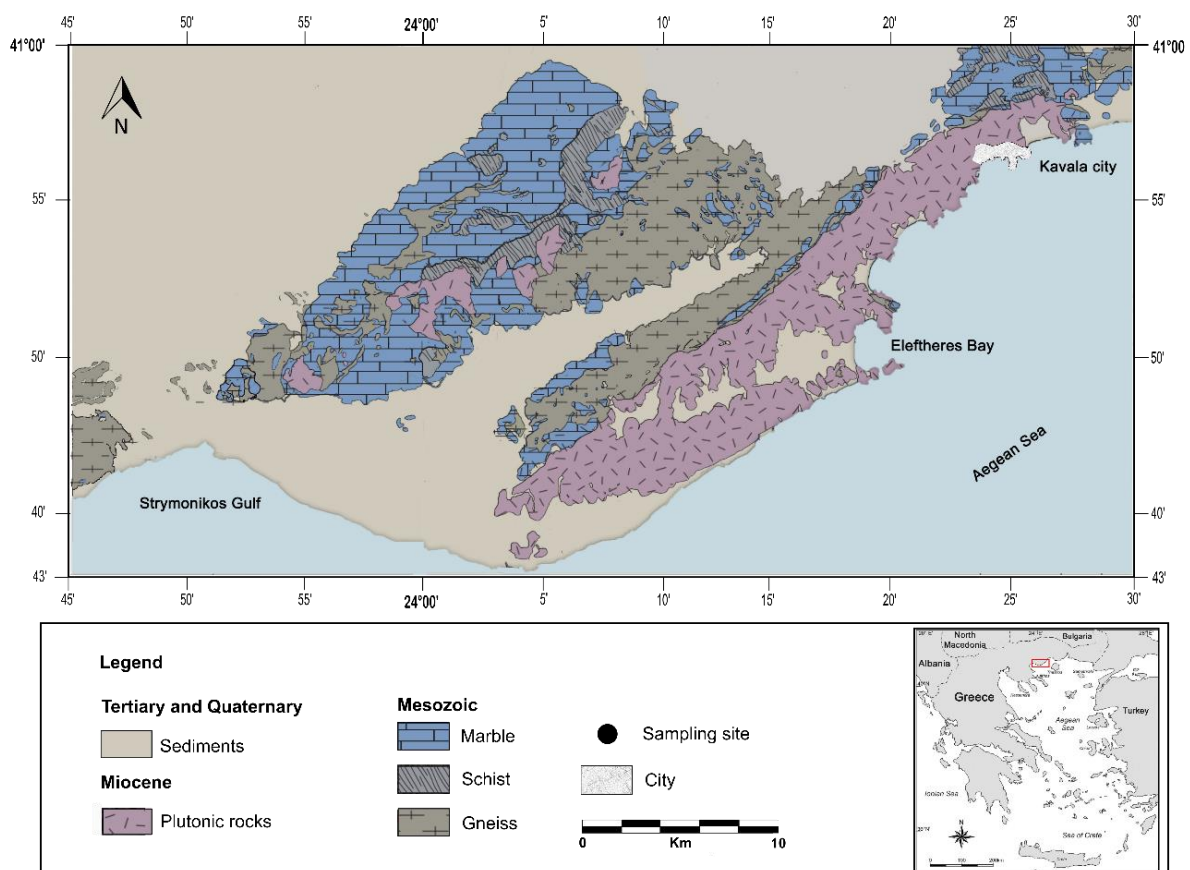 45' 50' 55' 24°00' 5' 10' 15' 20' 25' 30'
41°00' 41°00'
N
Kavala city
55' 55'
Eleftheres Bay
50' 50'
Aegean Sea
Strymonikos Gulf
40' 40'
43' 43'
45' 50' 55' 24°00' 5' 10' 15' 20' 25' 30'
Legend
Tertiary and Quaternary
Sediments
Miocene
Plutonic rocks
Mesozoic
Marble
Schist
Gneiss
Sampling site
City
0 10
Km
North
Macedonia
Bulgaria
Albania
Greece
Turkey
Aegean
Sea
Ionian Sea
Sea of Crete
N